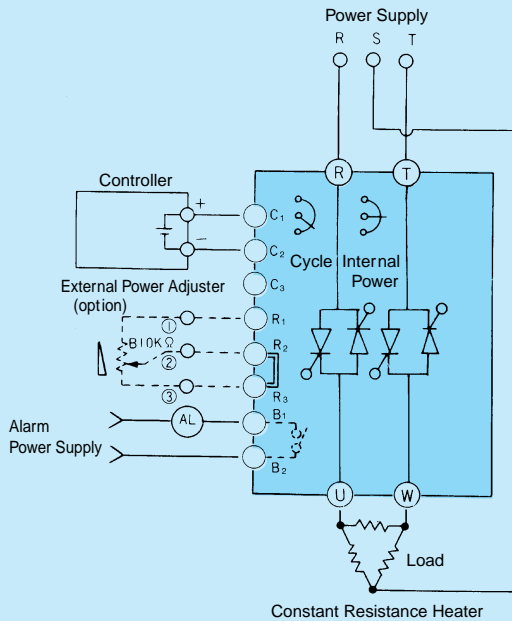 Power Supply
R S T
R T
Controller
+
−
C1
C2
C3
Cycle Internal
Power
External Power Adjuster
(option)
① R1
B10KΩ
② R2
③ R3
AL B1
Alarm
Power Supply
B2
U W
Load
Constant Resistance Heater